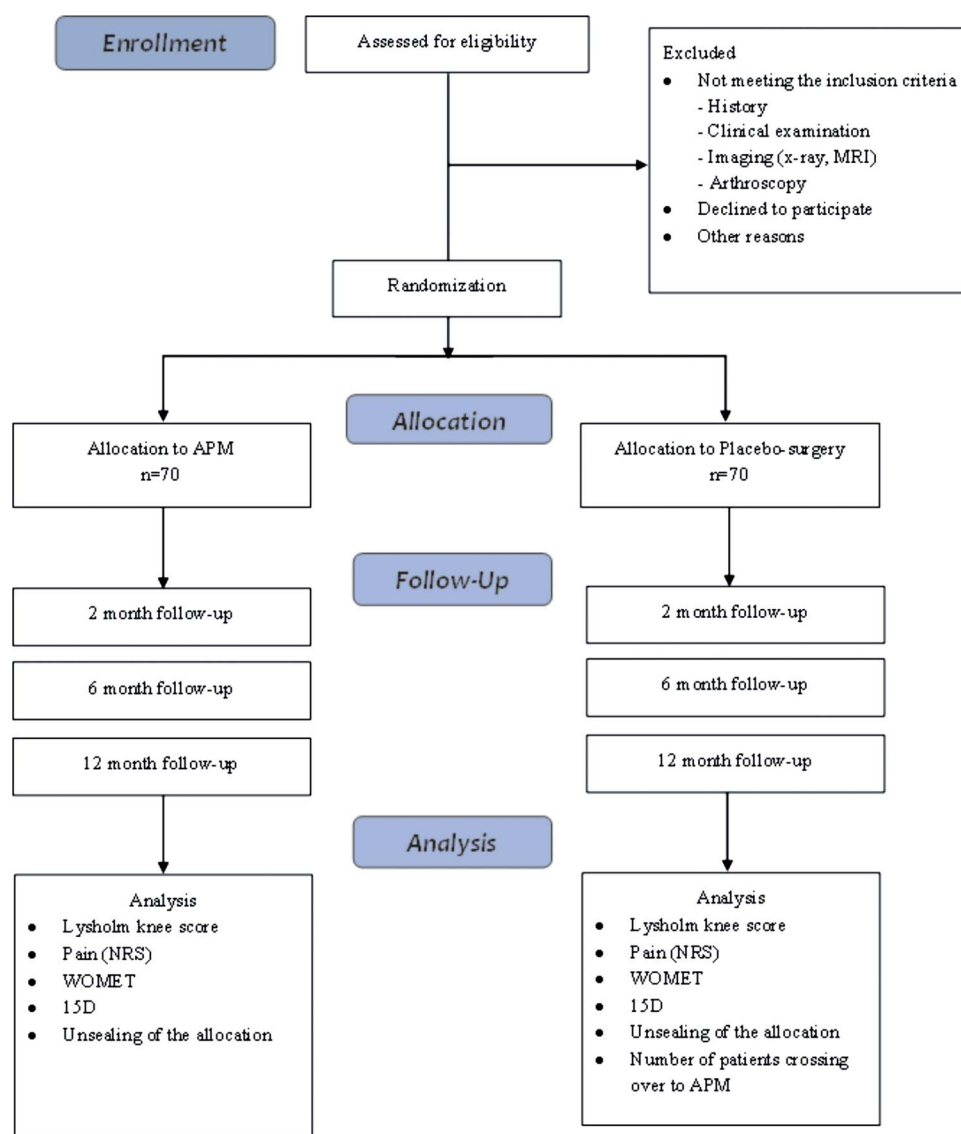 Enrollment
Assessed for eligibility
Excluded
● Not meeting the inclusion criteria
- History
- Clinical examination
- Imaging (x-ray, MRI)
- Arthroscopy
● Declined to participate
● Other reasons
Randomization
Allocation
Allocation to APM
n=70
Allocation to Placebo-surgery
n=70
Follow-Up
2 month follow-up
6 month follow-up
12 month follow-up
2 month follow-up
6 month follow-up
12 month follow-up
Analysis
Analysis
● Lysholm knee score
● Pain (NRS)
● WOMET
● 15D
● Unsealing of the allocation
Analysis
● Lysholm knee score
● Pain (NRS)
● WOMET
● 15D
● Unsealing of the allocation
● Number of patients crossing
over to APM